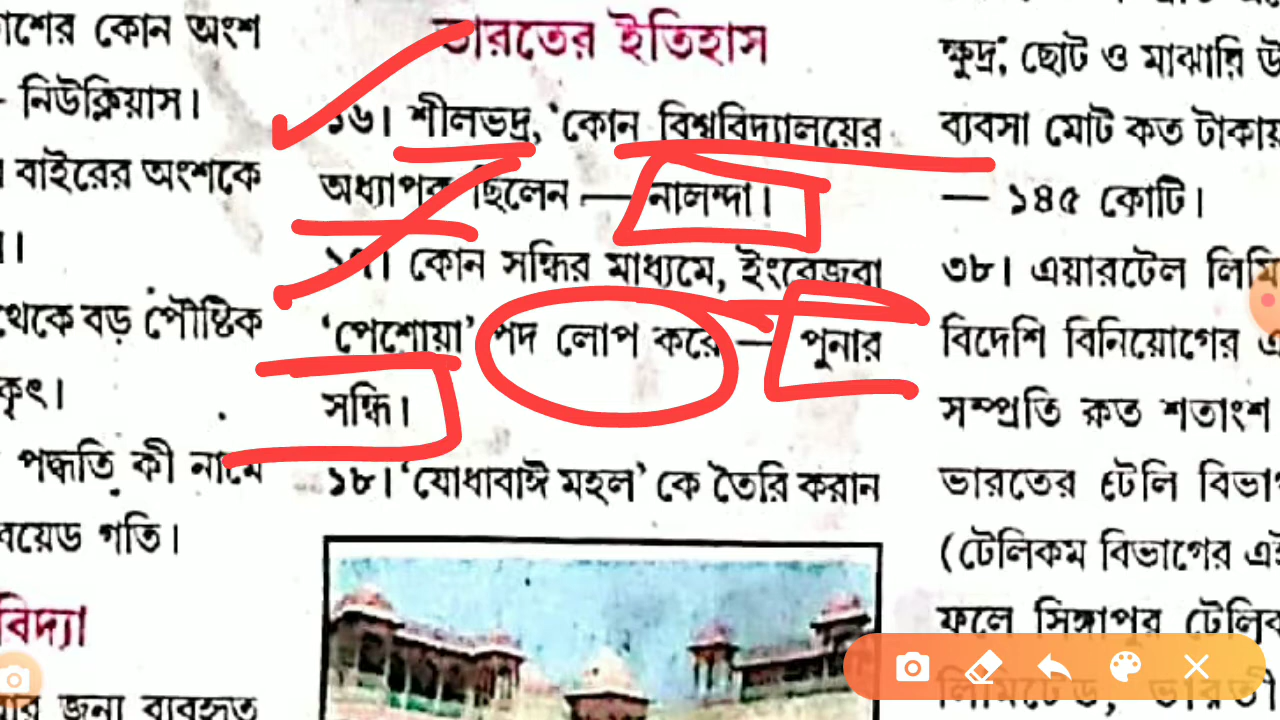 াশের কোন অংশ
- নিউক্লিয়াস।
বাইরের অংশকে
থেকে বড় পৌষ্টিক
পদ্ধতি কী নামে
বয়েড গতি।
বিদ্যা
জন্য ব্যবহৃত
ভারতের ইতিহাস
১৬। শীলভদ্র, কোন বিশ্ববিদ্যালয়ের
অধ্যাপক ছিলেন — নালন্দা।
১৭। কোন সন্ধির মাধ্যমে, ইংরেজরা
‘পেশোয়া’ পদ লোপ করে — পুনার
সন্ধি।
১৮। ‘যোধাবাঈ মহল’ কে তৈরি করান
ক্ষুদ্র, ছোট ও মাঝারি
ব্যবসা মোট কত টাকায়
— ১৪৫ কোটি।
৩৮। এয়ারটেল
বিদেশি বিনিয়োগের
সম্প্রতি কত শতাংশ
ভারতের টেলি
(টেলিকম বিভাগের
ফলে সিঙ্গাপুর